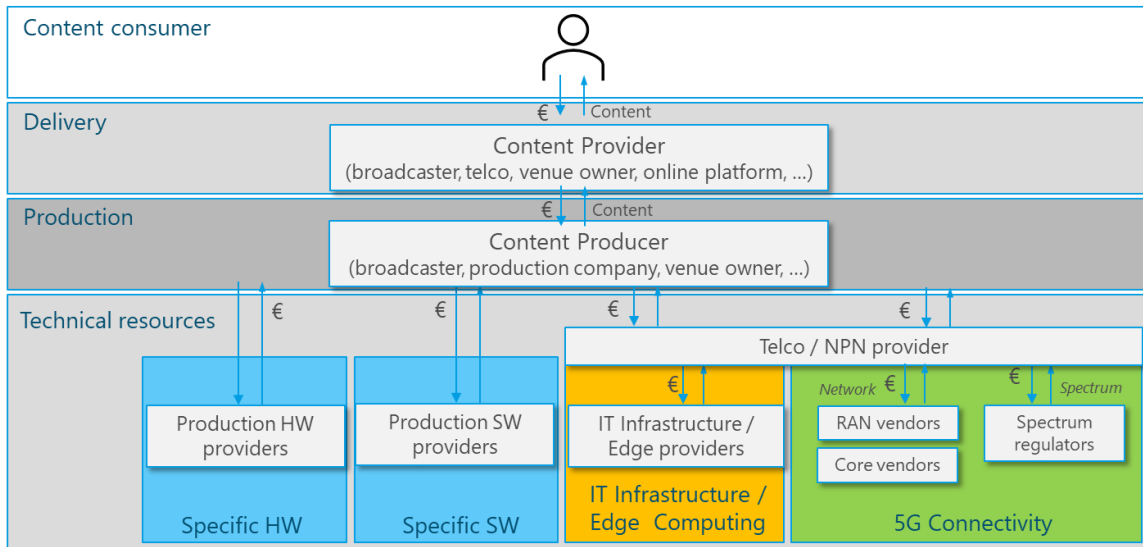 Content consumer
€
Content
Delivery
Content Provider
(broadcaster, telco, venue owner, online platform, ...)
€
Content
Production
Content Producer
(broadcaster, production company, venue owner, ...)
Technical resources
€
€
€
€
Telco / NPN provider
€
Network
€
€
Spectrum
Production HW
providers
Production SW
providers
IT Infrastructure /
Edge providers
RAN vendors
Core vendors
Spectrum
regulators
Specific HW
Specific SW
IT Infrastructure /
Edge Computing
5G Connectivity